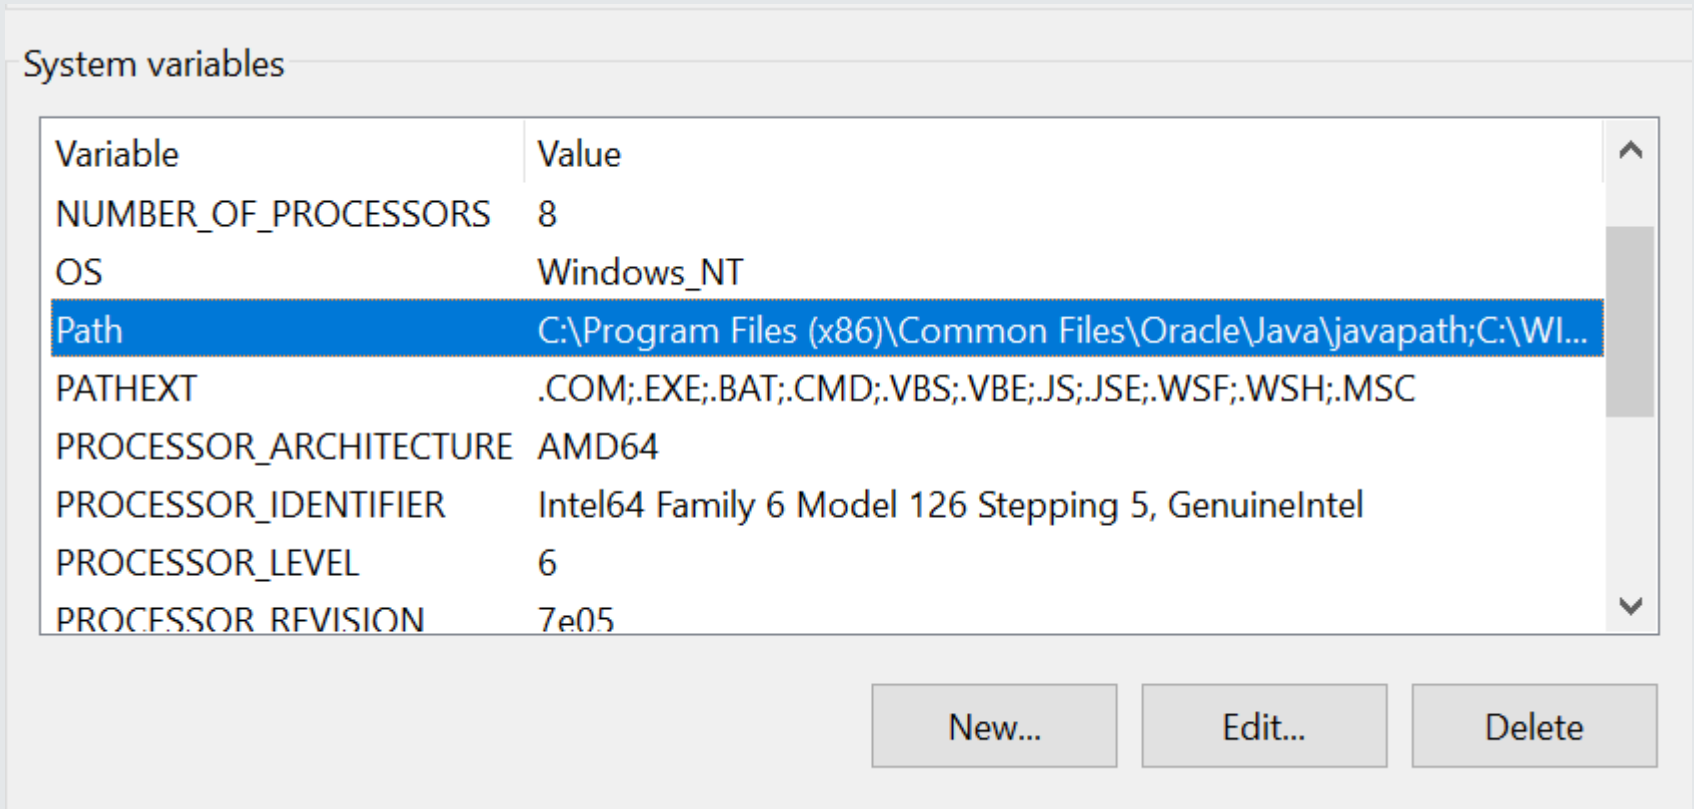 System variables
Variable Value
NUMBER_OF_PROCESSORS 8
OS Windows_NT
Path C:\Program Files (x86)\Common Files\Oracle\Java\javapath;C:\WI...
PATHEXT .COM;.EXE;.BAT;.CMD;.VBS;.VBE;.JS;.JSE;.WSF;.WSH;.MSC
PROCESSOR_ARCHITECTURE AMD64
PROCESSOR_IDENTIFIER Intel64 Family 6 Model 126 Stepping 5, GenuineIntel
PROCESSOR_LEVEL 6
PROCESSOR_REVISION 7e05
New... Edit... Delete